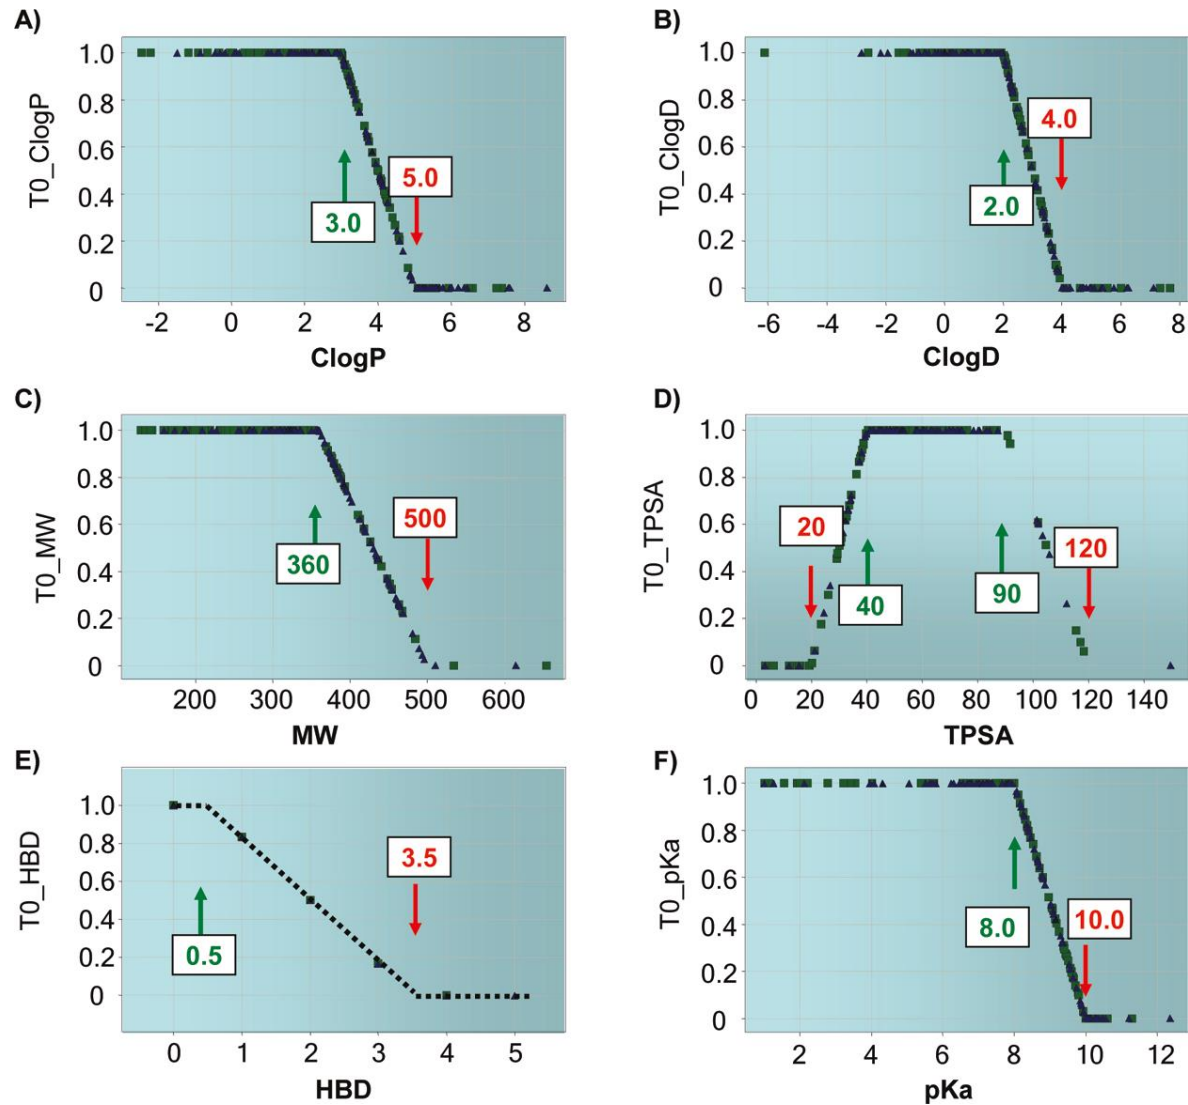 A)
T0_ClogP
1.0
0.8
0.6
0.4
0.2
0
3.0
5.0
-2 0 2 4 6 8
ClogP
B)
T0_ClogD
1.0
0.8
0.6
0.4
0.2
0
2.0
4.0
-6 -4 -2 0 2 4 6 8
ClogD
C)
T0_MW
1.0
0.8
0.6
0.4
0.2
0
360
500
200 300 400 500 600
MW
D)
T0_TPSA
1.0
0.8
0.6
0.4
0.2
0
20
40
90
120
0 20 40 60 80 100 120 140
TPSA
E)
T0_HBD
1.0
0.8
0.6
0.4
0.2
0
0.5
3.5
0 1 2 3 4 5
HBD
F)
T0_pKa
1.0
0.8
0.6
0.4
0.2
0
8.0
10.0
2 4 6 8 10 12
pKa